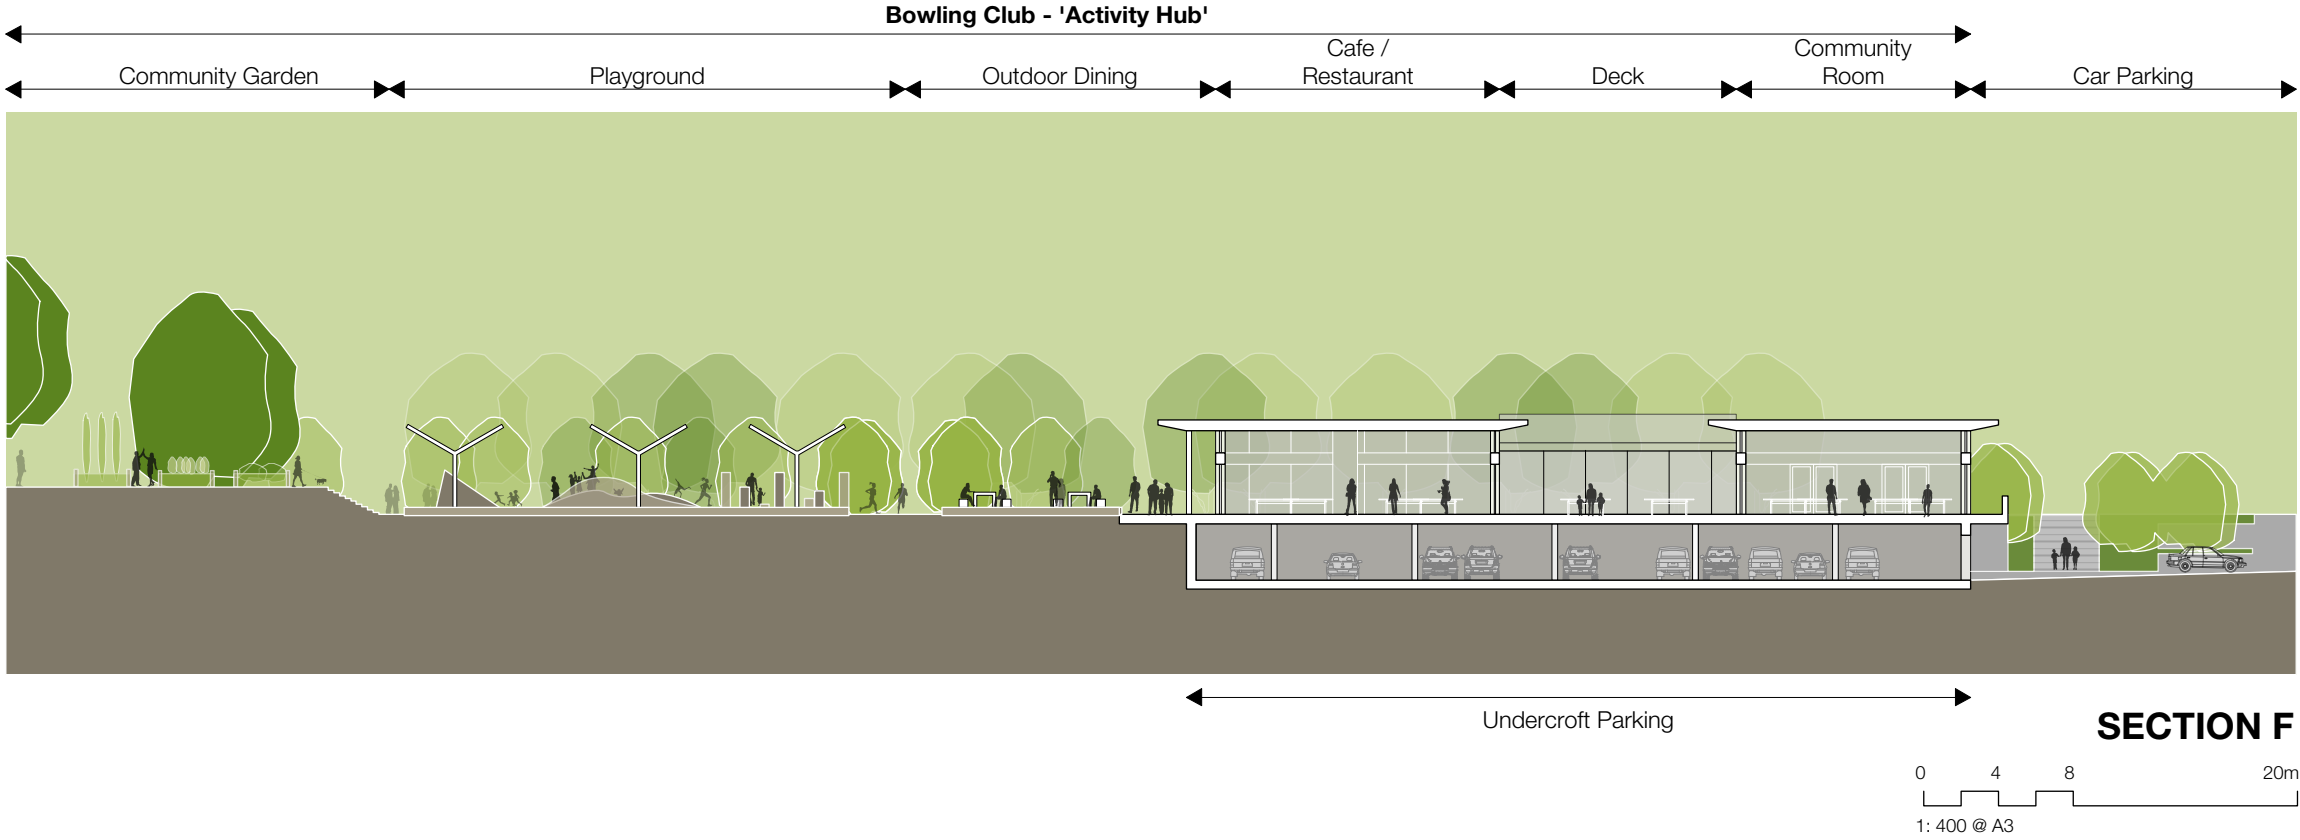 Bowling Club - 'Activity Hub'
Community Garden
Playground
Outdoor Dining
Cafe /
Restaurant
Deck
Community
Room
Car Parking
Undercroft Parking
SECTION F
0 4 8 20m
1: 400 @ A3